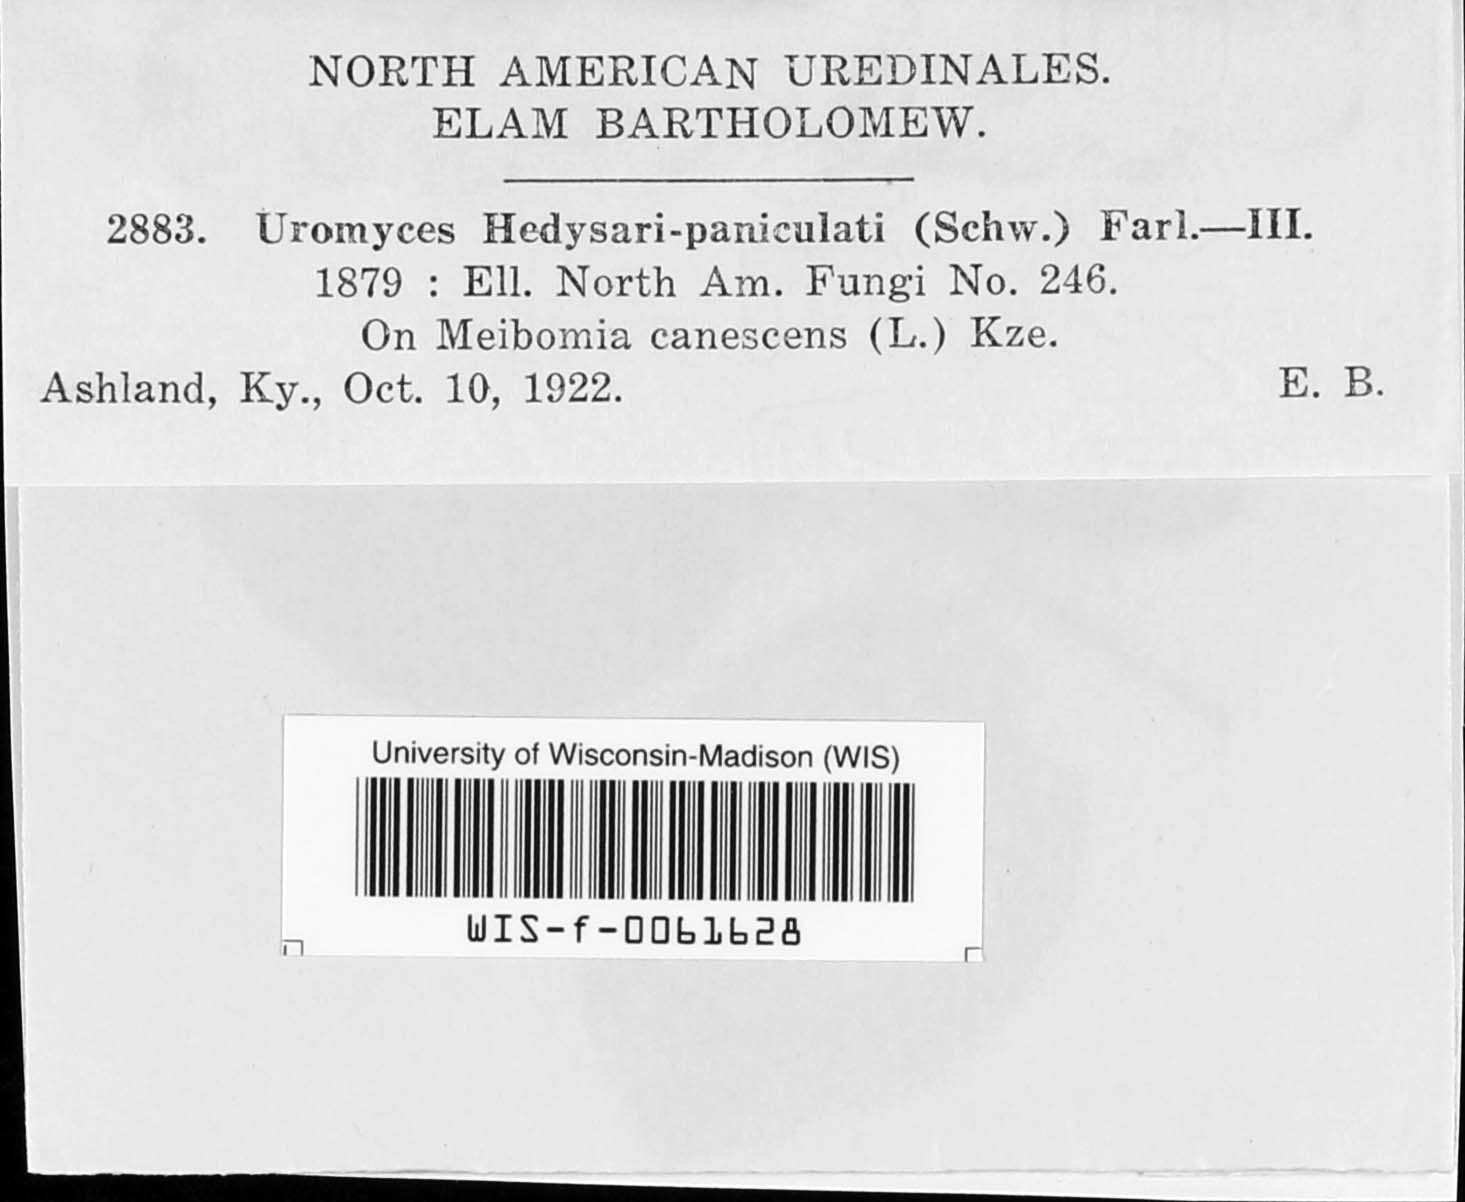 NORTH AMERICAN UREDINALES.
ELAM BARTHOLOMEW.
2883. Uromyces Hedysari-paniculati (Schw.) Farl.—III.
1879 : Ell. North Am. Fungi No. 246.
On Meibomia canescens (L.) Kze.
Ashland, Ky., Oct. 10, 1922. E. B.
University of Wisconsin-Madison (WIS)
WIS-f-0061628